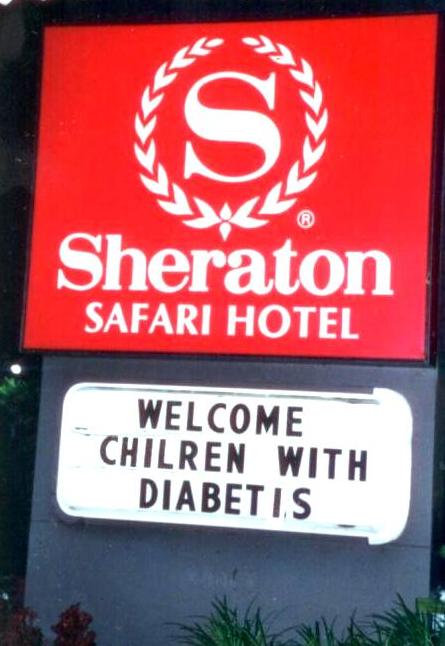 S
®
Sheraton
SAFARI HOTEL
WELCOME
CHILREN WITH
DIABETIS